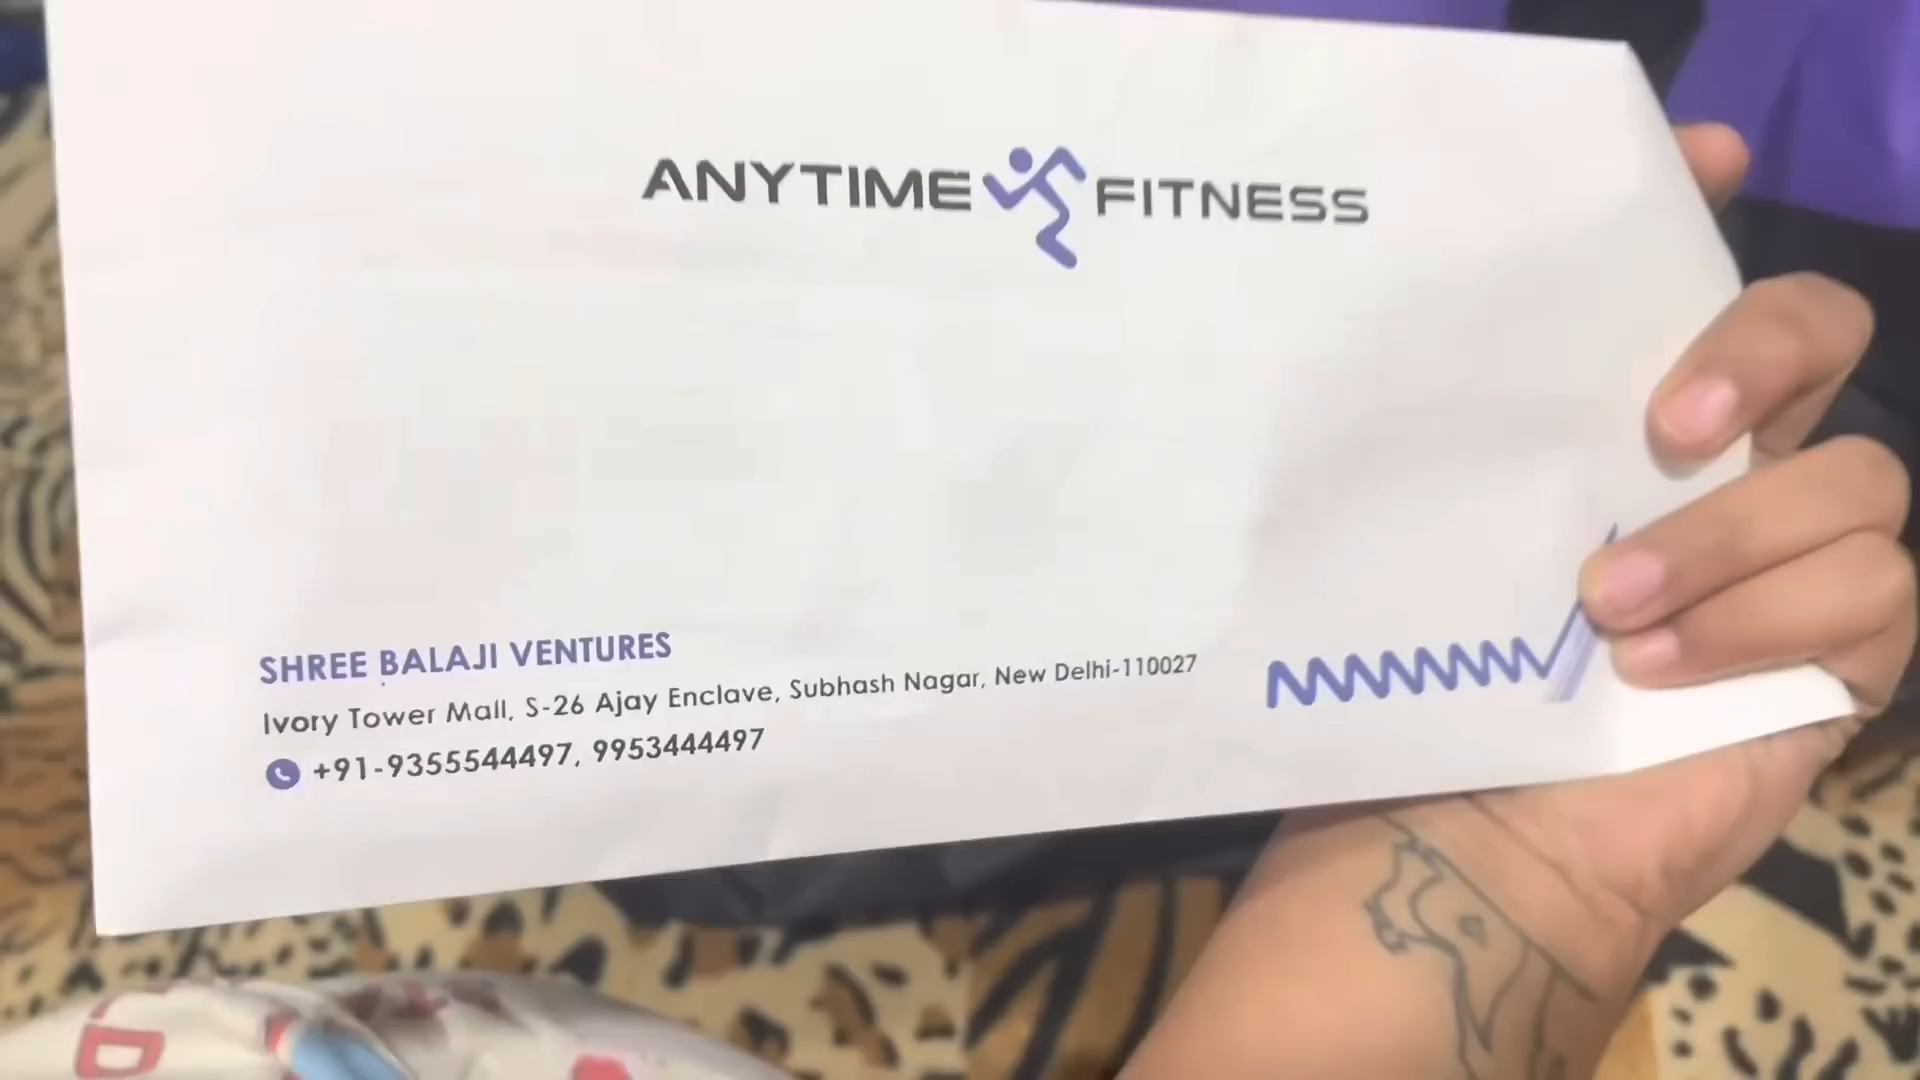 ANYTIME FITNESS
SHREE BALAJI VENTURES
Ivory Tower Mall, S-26 Ajay Enclave, Subhash Nagar, New Delhi-110027
+91-9355544497, 9953444497